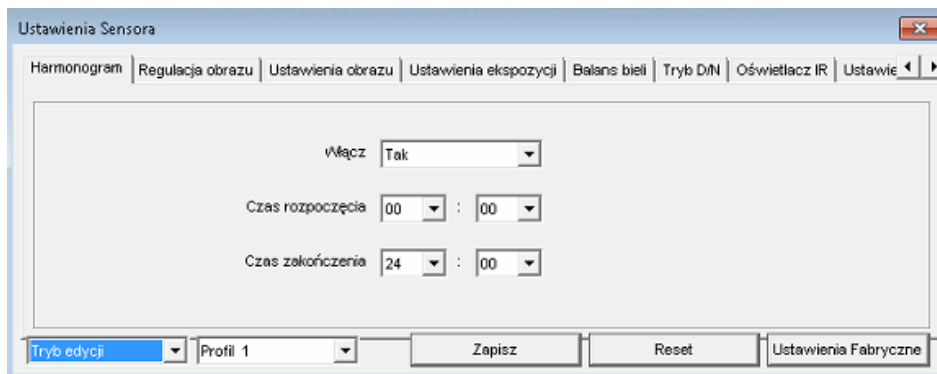 Ustawienia Sensora
Harmonogram Regulacja obrazu Ustawienia obrazu Ustawienia ekspozycji Balans bieli Tryb D/N Oświetlacz IR Ustawie
Włącz Tak
Czas rozpoczęcia 00 : 00
Czas zakończenia 24 : 00
Tryb edycji Profil 1 Zapisz Reset Ustawienia Fabryczne